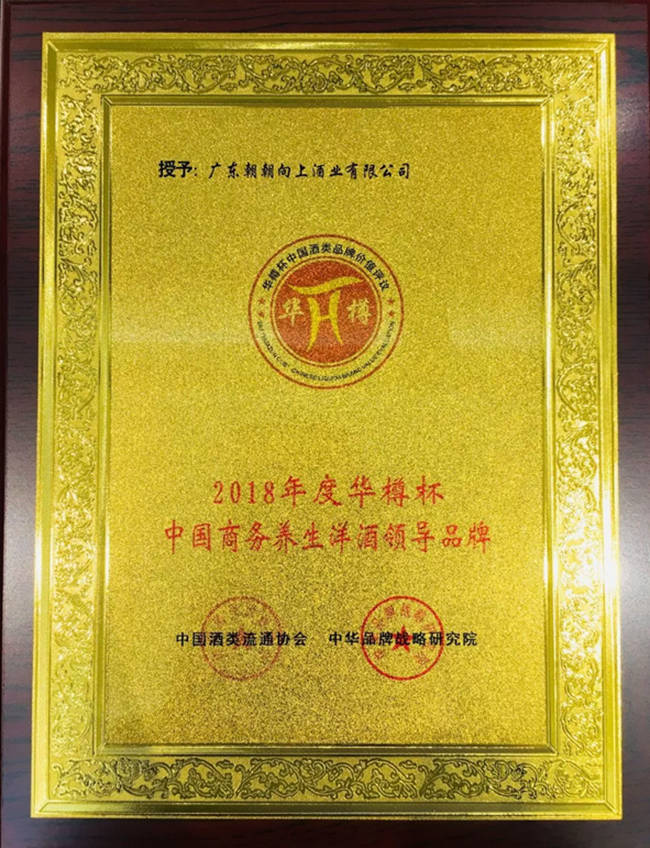 授予：广东朝朝向上酒业有限公司
华樽杯中国酒类品牌价值评议
华 樽
2018年度华樽杯
中国商务养生洋酒领导品牌
中国酒类流通协会 中华品牌战略研究院